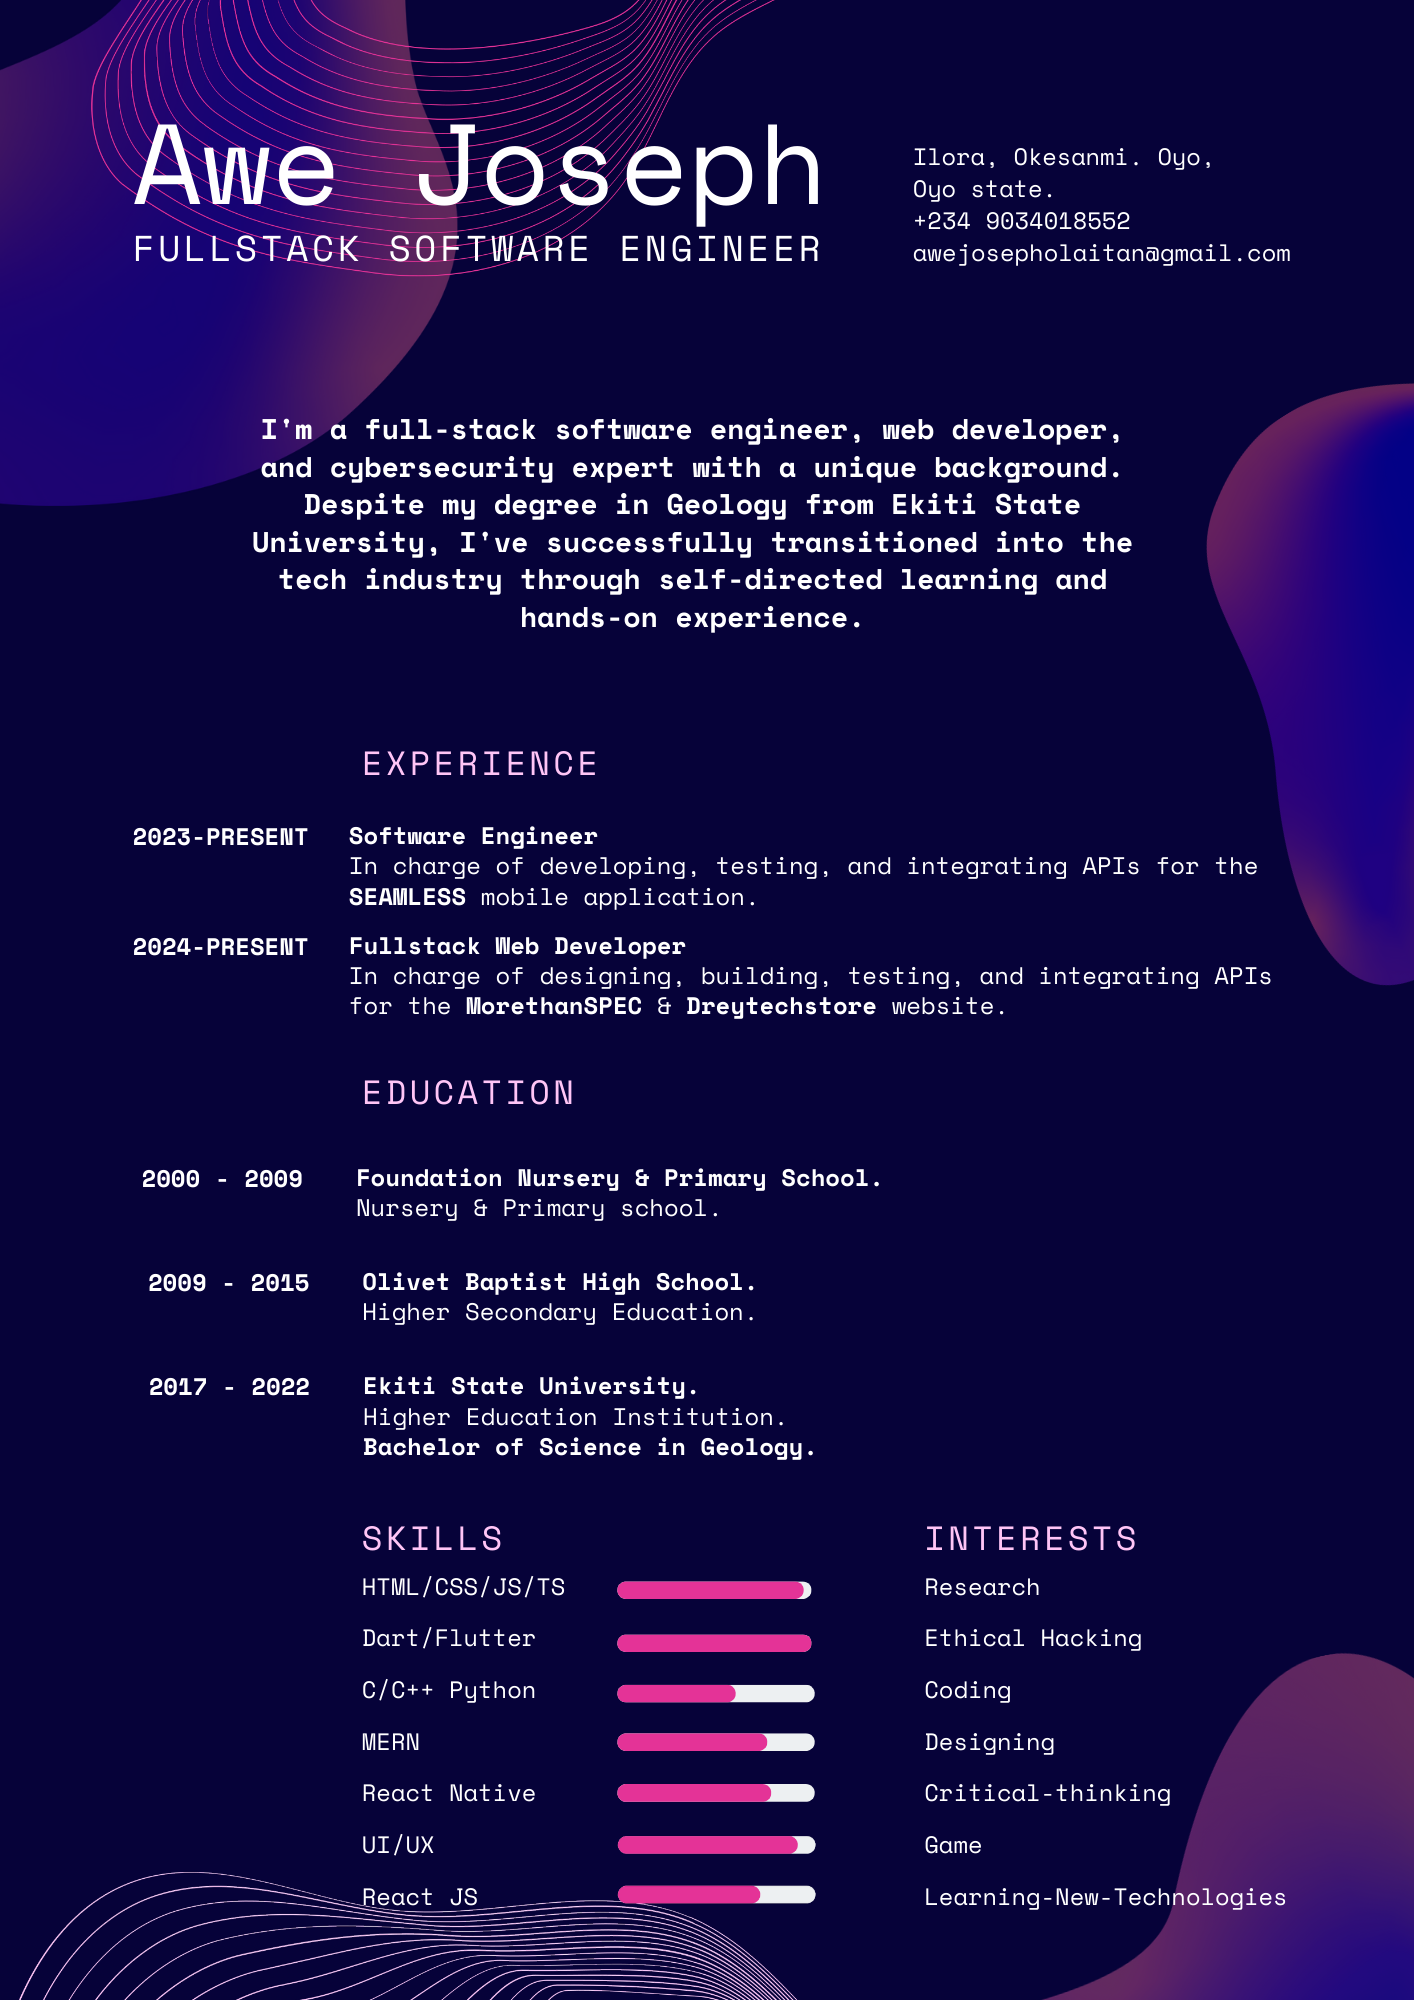 Awe Joseph
FULLSTACK SOFTWARE ENGINEER
Ilora, Okesanmi. Oyo,
Oyo state.
+234 9034018552
awejosepholaitan@gmail.com
I'm a full-stack software engineer, web developer,
and cybersecurity expert with a unique background.
Despite my degree in Geology from Ekiti State
University, I've successfully transitioned into the
tech industry through self-directed learning and
hands-on experience.
EXPERIENCE
2023-PRESENT
Software Engineer
In charge of developing, testing, and integrating APIs for the
SEAMLESS mobile application.
2024-PRESENT
Fullstack Web Developer
In charge of designing, building, testing, and integrating APIs
for the MorethanSPEC & Dreytechstore website.
EDUCATION
2000 - 2009
Foundation Nursery & Primary School.
Nursery & Primary school.
2009 - 2015
Olivet Baptist High School.
Higher Secondary Education.
2017 - 2022
Ekiti State University.
Higher Education Institution.
Bachelor of Science in Geology.
SKILLS
HTML/CSS/JS/TS
Dart/Flutter
C/C++ Python
MERN
React Native
UI/UX
React JS
INTERESTS
Research
Ethical Hacking
Coding
Designing
Critical-thinking
Game
Learning-New-Technologies